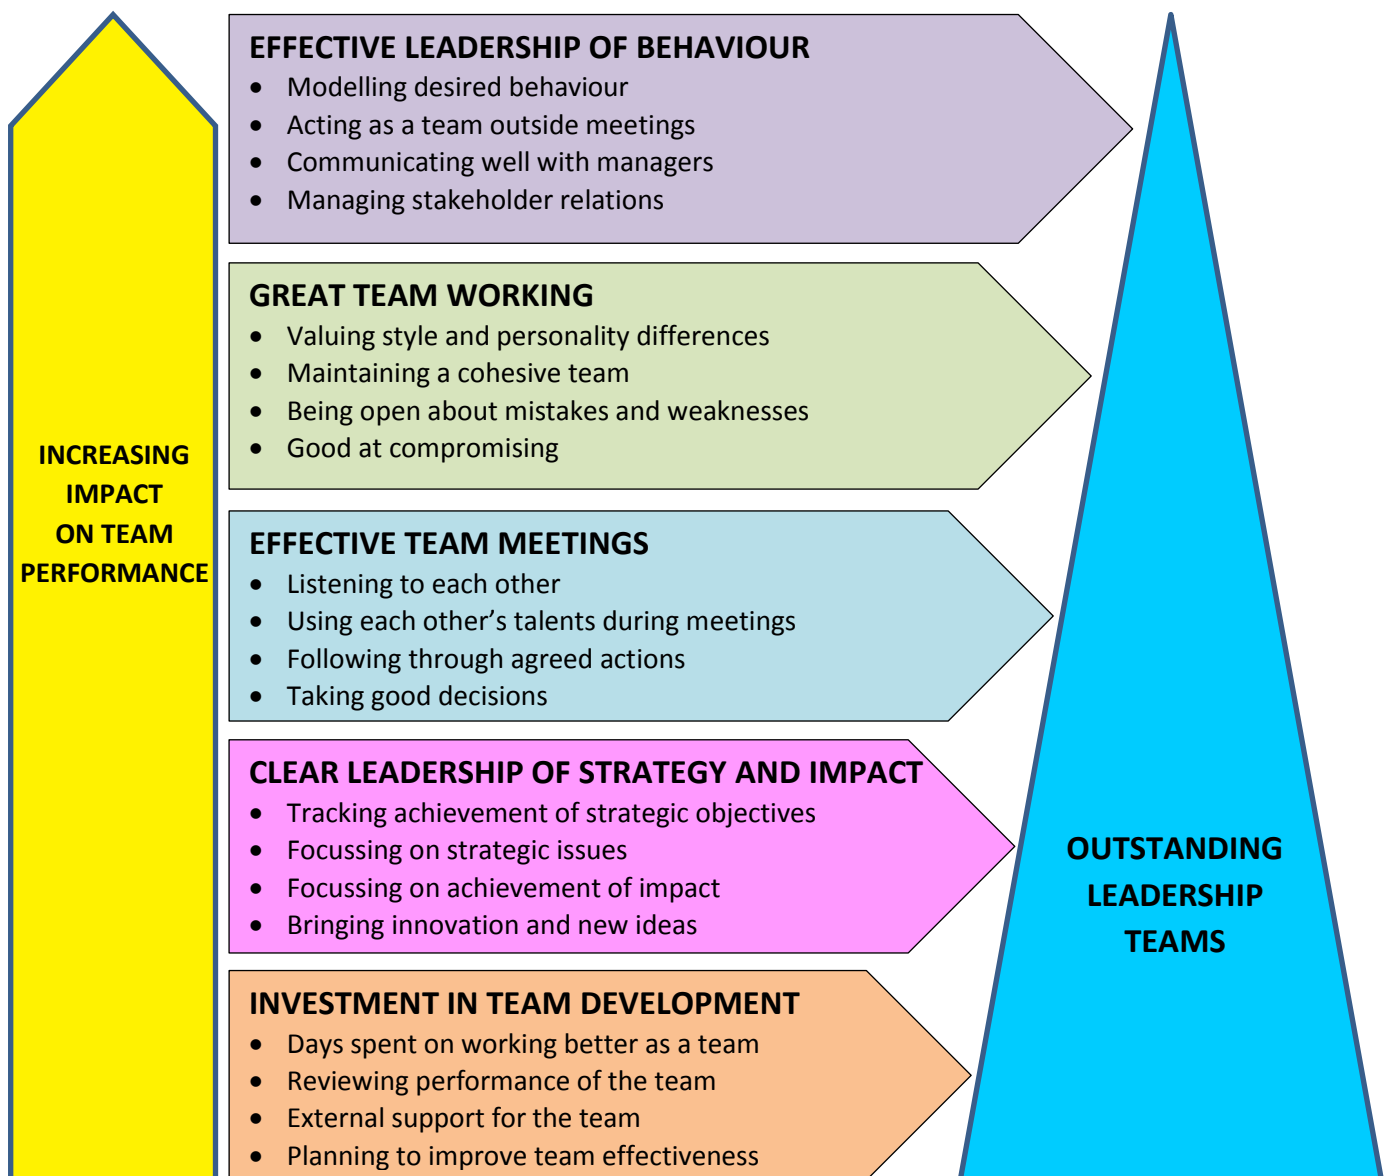 EFFECTIVE LEADERSHIP OF BEHAVIOUR
• Modelling desired behaviour
• Acting as a team outside meetings
• Communicating well with managers
• Managing stakeholder relations
GREAT TEAM WORKING
• Valuing style and personality differences
• Maintaining a cohesive team
• Being open about mistakes and weaknesses
• Good at compromising
INCREASING
IMPACT
ON TEAM
PERFORMANCE
EFFECTIVE TEAM MEETINGS
• Listening to each other
• Using each other’s talents during meetings
• Following through agreed actions
• Taking good decisions
CLEAR LEADERSHIP OF STRATEGY AND IMPACT
• Tracking achievement of strategic objectives
• Focussing on strategic issues
• Focussing on achievement of impact
• Bringing innovation and new ideas
OUTSTANDING
LEADERSHIP
TEAMS
INVESTMENT IN TEAM DEVELOPMENT
• Days spent on working better as a team
• Reviewing performance of the team
• External support for the team
• Planning to improve team effectiveness